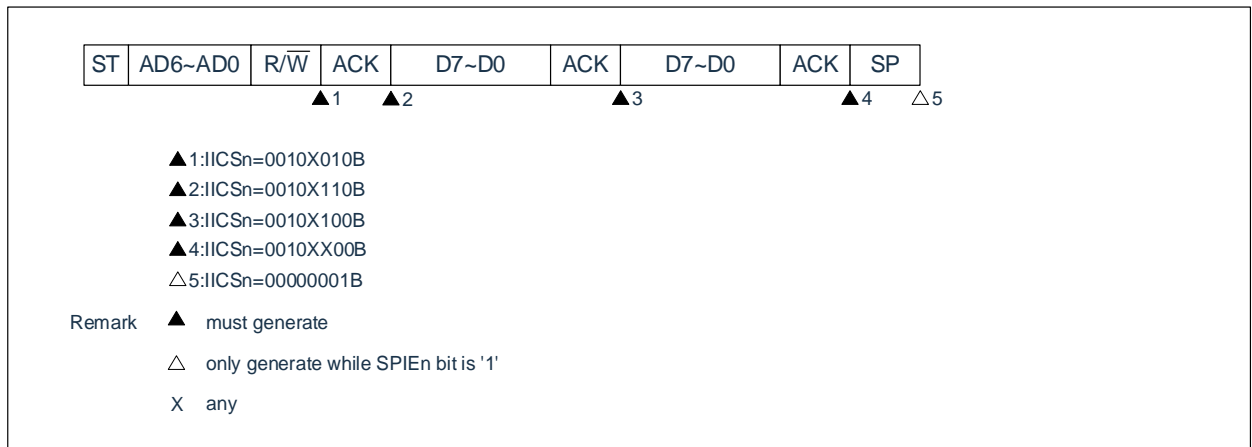 ST AD6~AD0 R/W̅ ACK D7~D0 ACK D7~D0 ACK SP
▲1 ▲2 ▲3 ▲4 △5
▲1:IICSn=0010X010B
▲2:IICSn=0010X110B
▲3:IICSn=0010X100B
▲4:IICSn=0010XX00B
△5:IICSn=00000001B
Remark ▲ must generate
△ only generate while SPIEn bit is '1'
X any